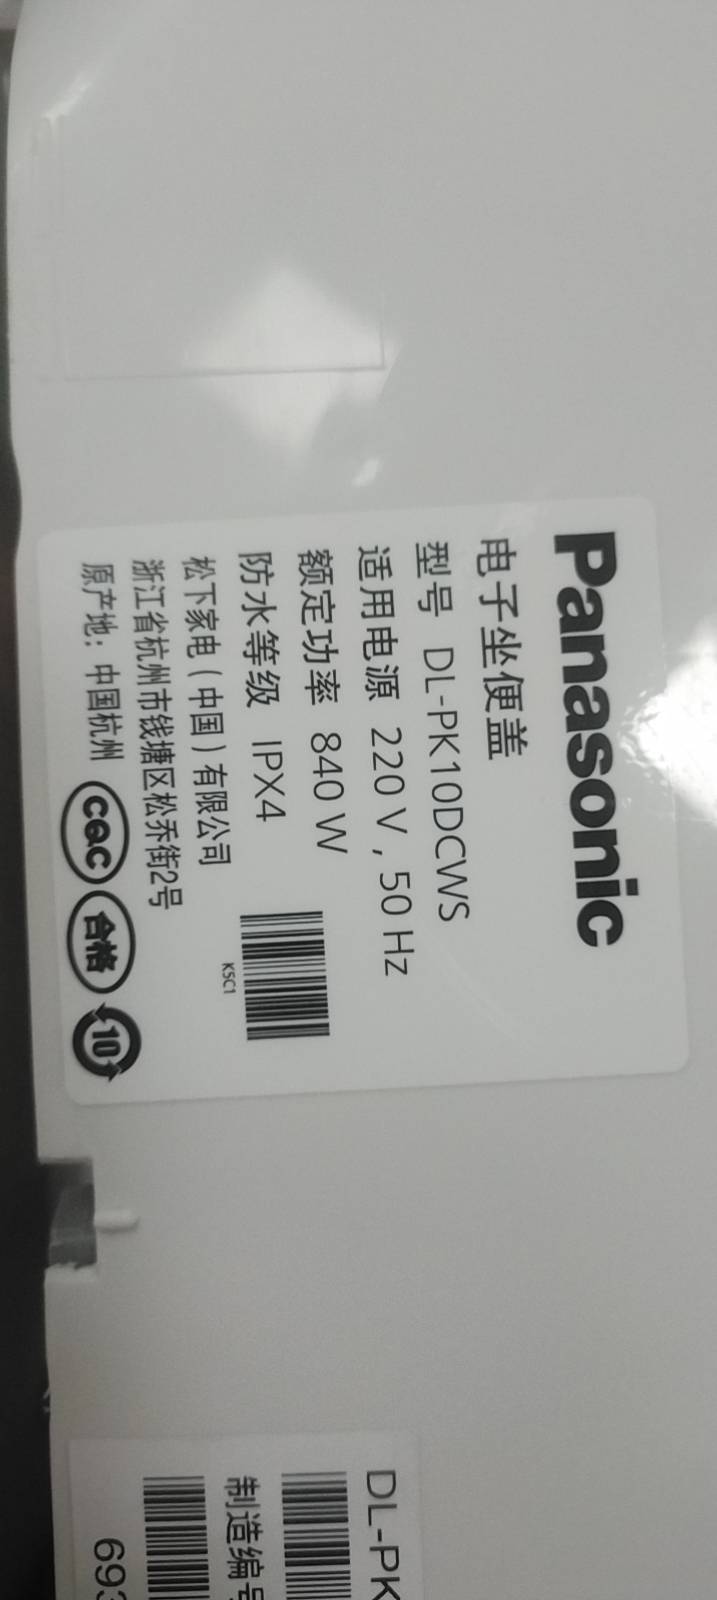 Panasonic
电子坐便盖
型号 DL-PK10DCWS
适用电源 220 V , 50 Hz
额定功率 840 W
防水等级 IPX4
松下家电(中国)有限公司
浙江省杭州市钱塘区松乔街2号
原产地: 中国杭州
CQC
合格
10
K5C1
DL-PK
制造编号
693